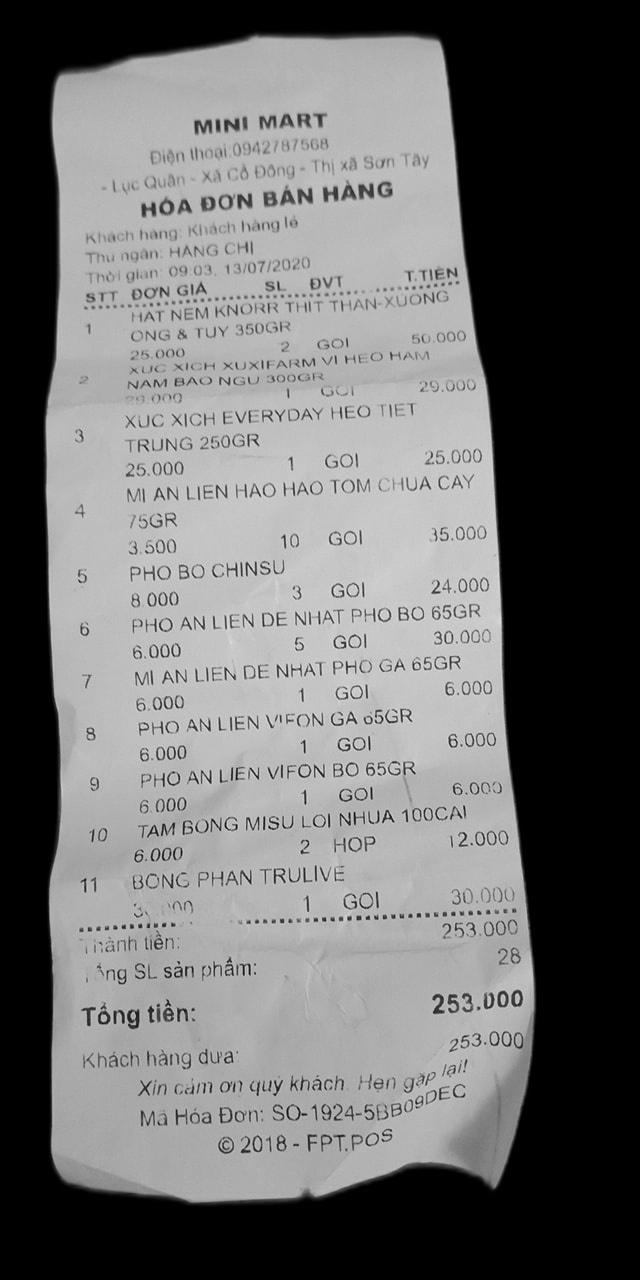 MINI MART
Điện thoại:0942787568
- Lục Quân - Xã Cổ Đông - Thị xã Sơn Tây
HÓA ĐƠN BÁN HÀNG
Khách hàng: Khách hàng lẻ
Thu ngân: HẰNG CHI
Thời gian: 09:03, 13/07/2020
STT ĐƠN GIÁ SL ĐVT T.TIỀN
1 HAT NEM KNORR THIT THAN-XUONG
ONG & TUY 350GR
25.000 2 GOI 50.000
2 XUC XICH XUXIFARM VI HEO HAM
NAM BAO NGU 300GR
29.000 1 GOI 29.000
3 XUC XICH EVERYDAY HEO TIET
TRUNG 250GR
25.000 1 GOI 25.000
4 MI AN LIEN HAO HAO TOM CHUA CAY
75GR
3.500 10 GOI 35.000
5 PHO BO CHINSU
8.000 3 GOI 24.000
6 PHO AN LIEN DE NHAT PHO BO 65GR
6.000 5 GOI 30.000
7 MI AN LIEN DE NHAT PHO GA 65GR
6.000 1 GOI 6.000
8 PHO AN LIEN VIFON GA 65GR
6.000 1 GOI 6.000
9 PHO AN LIEN VIFON BO 65GR
6.000 1 GOI 6.000
10 TAM BONG MISU LOI NHUA 100CAI
6.000 2 HOP 12.000
11 BONG PHAN TRULIVE
1 GOI 30.000
Thành tiền: 253.000
Tổng SL sản phẩm: 28
Tổng tiền: 253.000
Khách hàng đưa: 253.000
Xin cảm ơn quý khách. Hẹn gặp lại!
Mã Hóa Đơn: SO-1924-5BB09DEC
© 2018 - FPT.POS